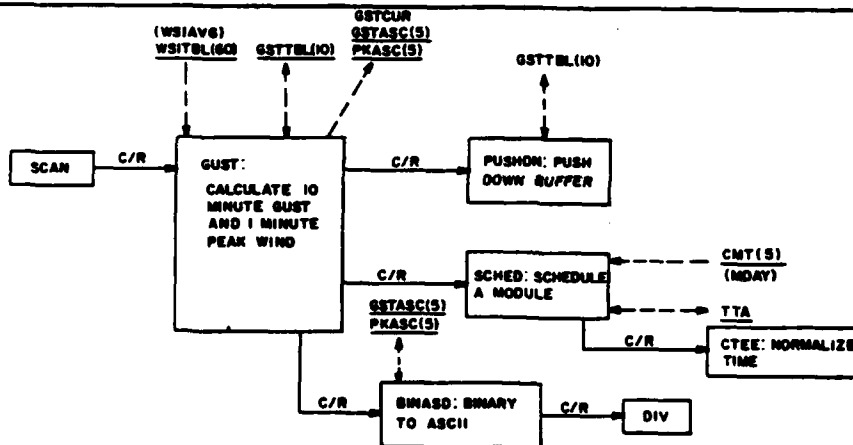 (WSIAVG)
WSITBL(60)
GSTTBL(10)
GSTCUR
GSTASC(5)
PKASC(5)
GSTTBL(10)
SCAN
C/R
GUST:
CALCULATE 10
MINUTE GUST
AND 1 MINUTE
PEAK WIND
C/R
PUSHDN: PUSH
DOWN BUFFER
C/R
SCHED: SCHEDULE
A MODULE
CMT(5)
(MDAY)
TTA
GSTASC(5)
PKASC(5)
C/R
CTEE: NORMALIZE
TIME
C/R
BINASD: BINARY
TO ASCII
C/R
DIV